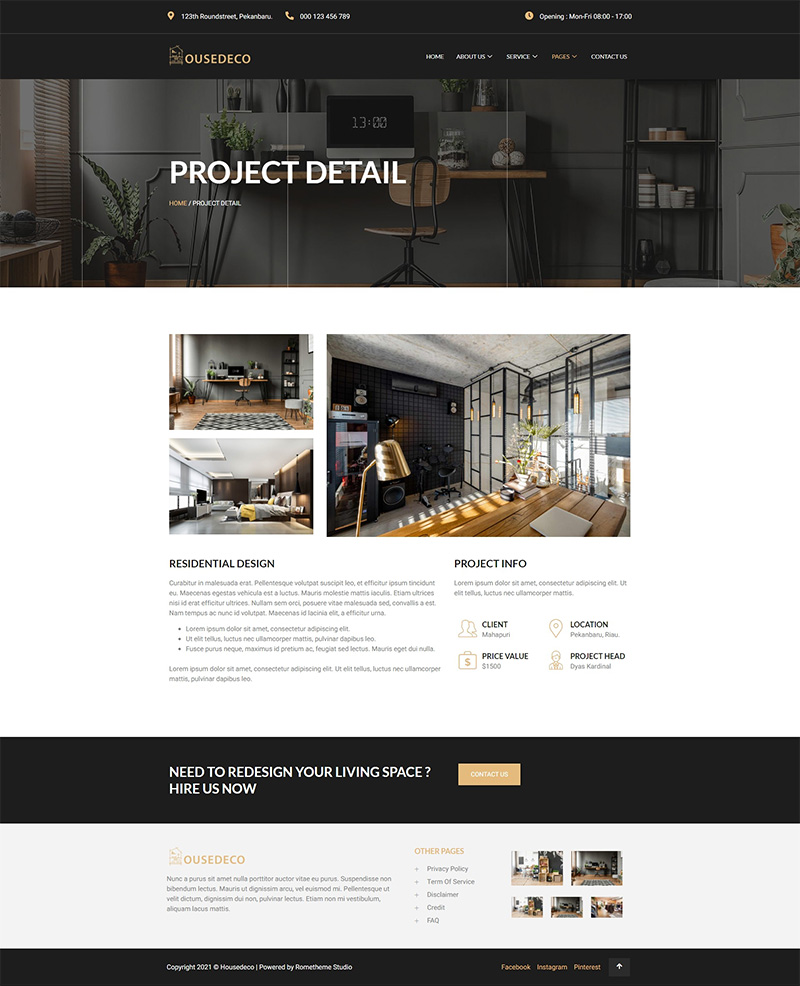 123th Roundstreet, Pekanbaru. 000 123 456 789 Opening : Mon-Fri 08:00 - 17:00
OUSEDECO HOME ABOUT US SERVICE PAGES CONTACT US
13:00
PROJECT DETAIL
HOME / PROJECT DETAIL
RESIDENTIAL DESIGN
Curabitur in malesuada erat. Pellentesque volutpat suscipit leo, et efficitur ipsum tincidunt
eu. Maecenas egestas vehicula est a luctus. Mauris molestie mattis iaculis. Etiam ultrices
nisi id erat efficitur ultrices. Nullam sem orci, posuere vitae malesuada sed, convallis a est.
Nam tempus ac nunc id volutpat. Maecenas id lacinia elit, a efficitur urna.
• Lorem ipsum dolor sit amet, consectetur adipiscing elit.
• Ut elit tellus, luctus nec ullamcorper mattis, pulvinar dapibus leo.
• Fusce purus neque, maximus id pretium ac, feugiat sed lectus. Mauris eget dui nulla.
Lorem ipsum dolor sit amet, consectetur adipiscing elit. Ut elit tellus, luctus nec ullamcorper
mattis, pulvinar dapibus leo.
PROJECT INFO
Lorem ipsum dolor sit amet, consectetur adipiscing elit. Ut
elit tellus, luctus nec ullamcorper mattis.
CLIENT
Mahapuri
LOCATION
Pekanbaru, Riau.
PRICE VALUE
$1500
PROJECT HEAD
Dyas Kardinal
NEED TO REDESIGN YOUR LIVING SPACE ?
HIRE US NOW
CONTACT US
OUSEDECO
Nunc a purus sit amet nulla porttitor auctor vitae eu purus. Suspendisse non
bibendum lectus. Mauris ut dignissim arcu, vel euismod mi. Pellentesque ut
velit dictum, dignissim dui non, pulvinar lectus. Etiam non mi vestibulum,
aliquam lacus mattis.
OTHER PAGES
+ Privacy Policy
+ Term Of Service
+ Disclaimer
+ Credit
+ FAQ
Copyright 2021 © Housedeco | Powered by Rometheme Studio Facebook Instagram Pinterest